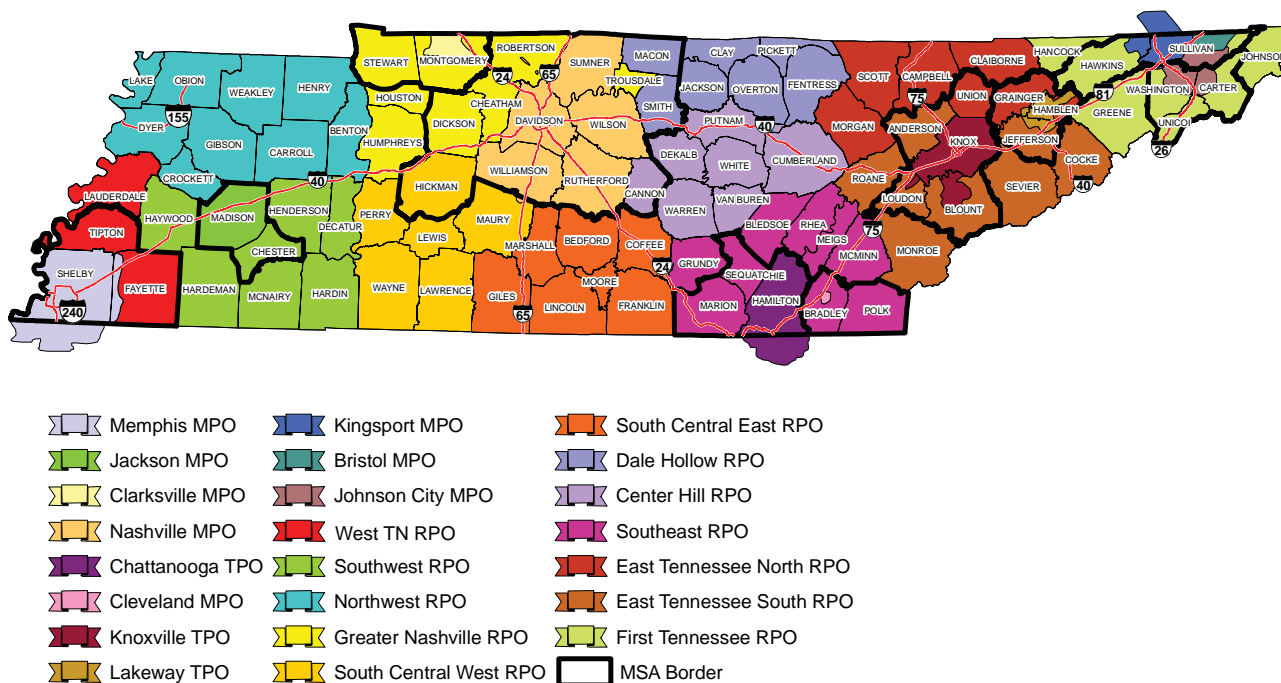 LAKE OBION WEAKLEY HENRY STEWART MONTGOMERY ROBERTSON SUMNER MACON CLAY PICKETT SCOTT CAMPBELL CLAIBORNE HANCOCK HAWKINS SULLIVAN JOHNSON
24 65 TROUSDALE JACKSON OVERTON FENTRESS 75 UNION GRAINGER HAMBLEN 81 WASHINGTON CARTER
155 DYER GIBSON CARROLL BENTON HOUSTON CHEATHAM SMITH PUTNAM 40 MORGAN ANDERSON KNOX JEFFERSON GREENE UNICOI
HUMPHREYS DICKSON DAVIDSON WILSON DEKALB WHITE CUMBERLAND ROANE COCKE 26
CROCKETT 40 WILLIAMSON RUTHERFORD CANNON LOUDON BLOUNT SEVIER 40
LAUDERDALE HAYWOOD MADISON HENDERSON DECATUR PERRY HICKMAN MAURY WARREN VAN BUREN BLEDSOE RHEA MEIGS 75 MCMINN MONROE
TIPTON CHESTER LEWIS MARSHALL BEDFORD COFFEE GRUNDY SEQUATCHIE
SHELBY FAYETTE HARDEMAN MCNAIRY HARDIN WAYNE LAWRENCE GILES LINCOLN MOORE FRANKLIN 24 MARION HAMILTON BRADLEY POLK
240 65
Memphis MPO
Jackson MPO
Clarksville MPO
Nashville MPO
Chattanooga TPO
Cleveland MPO
Knoxville TPO
Lakeway TPO
Kingsport MPO
Bristol MPO
Johnson City MPO
West TN RPO
Southwest RPO
Northwest RPO
Greater Nashville RPO
South Central West RPO
South Central East RPO
Dale Hollow RPO
Center Hill RPO
Southeast RPO
East Tennessee North RPO
East Tennessee South RPO
First Tennessee RPO
MSA Border